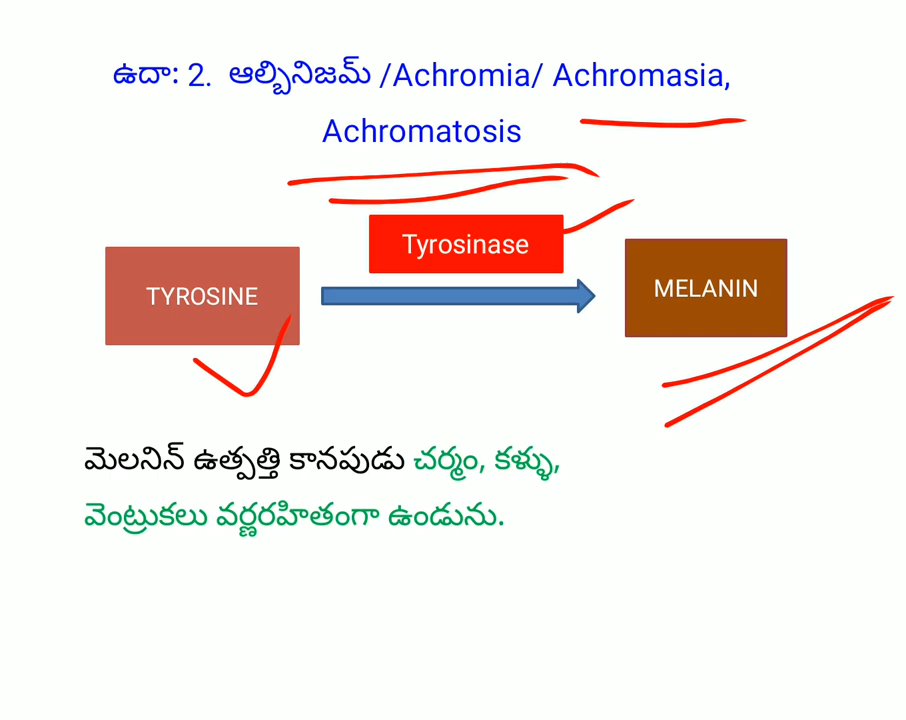 ఉదా: 2. ఆల్బినిజమ్ /Achromia/ Achromasia,
Achromatosis
Tyrosinase
TYROSINE
MELANIN
మెలనిన్ ఉత్పత్తి కానపుడు చర్మం, కళ్ళు,
వెంట్రుకలు వర్ణరహితంగా ఉండును.